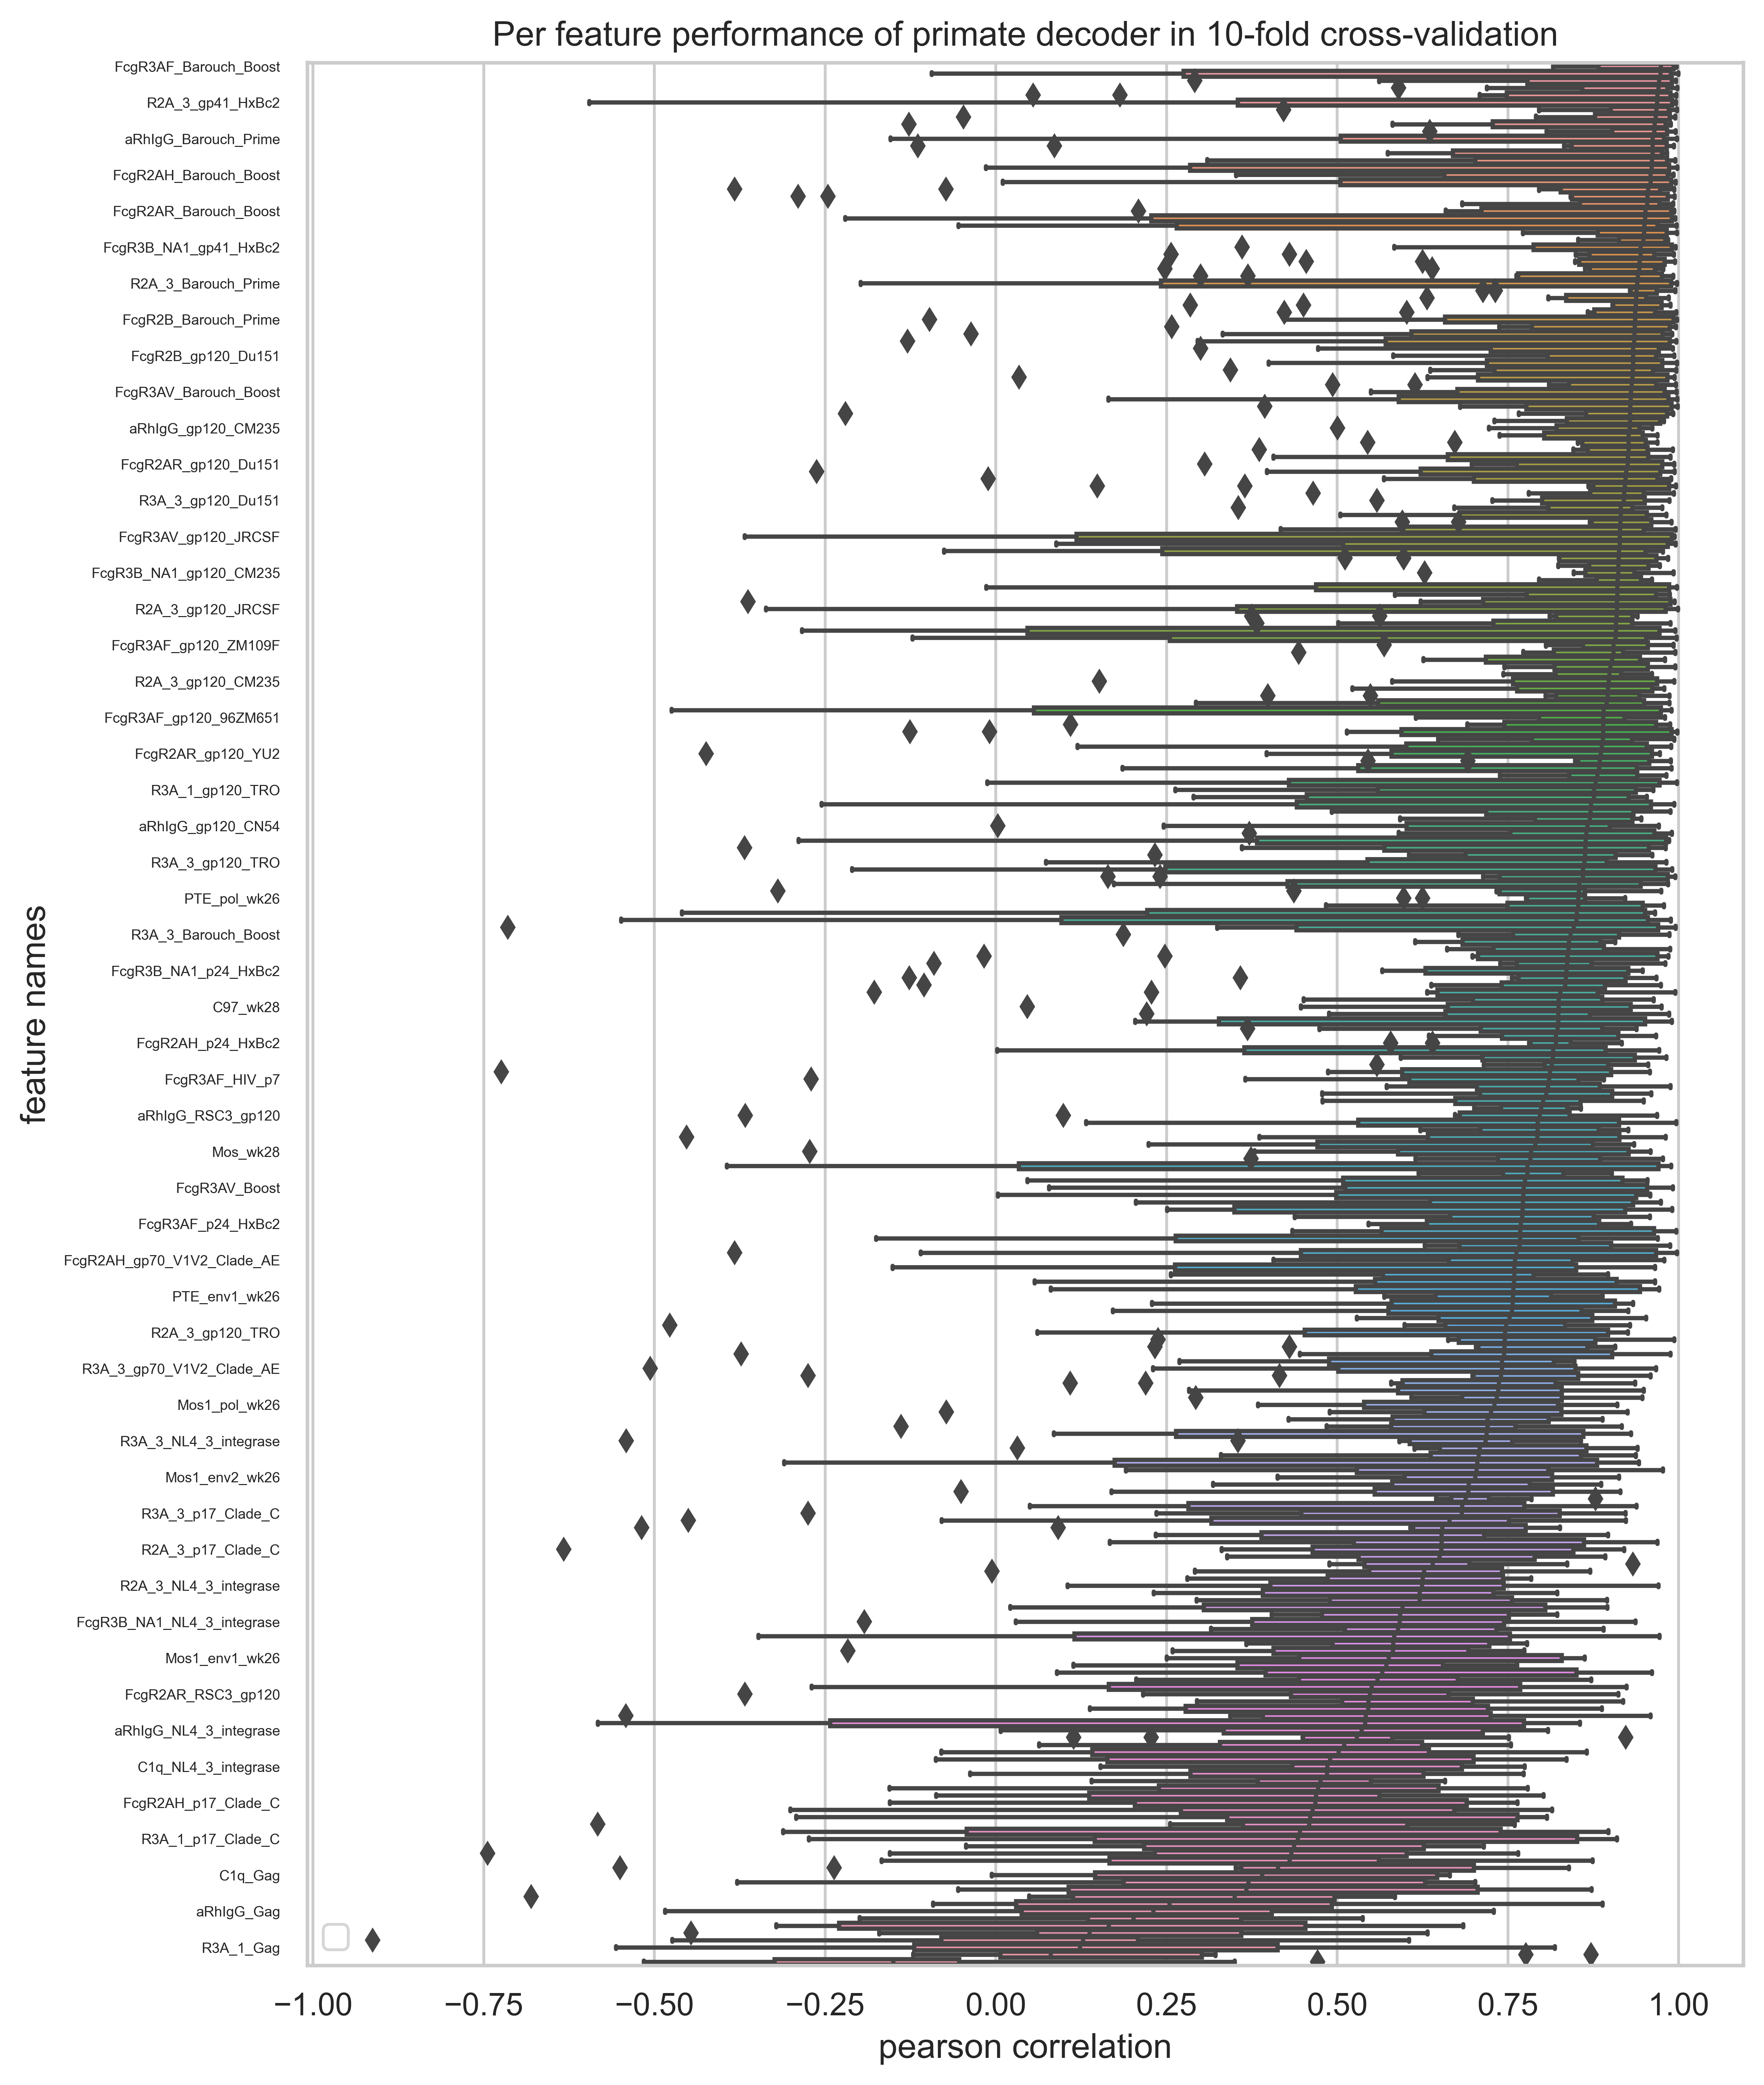 Per feature performance of primate decoder in 10-fold cross-validation
FcgR3AF_Barouch_Boost
R2A_3_gp41_HxBc2
aRhIgG_Barouch_Prime
FcgR2AH_Barouch_Boost
FcgR2AR_Barouch_Boost
FcgR3B_NA1_gp41_HxBc2
R2A_3_Barouch_Prime
FcgR2B_Barouch_Prime
FcgR2B_gp120_Du151
FcgR3AV_Barouch_Boost
aRhIgG_gp120_CM235
FcgR2AR_gp120_Du151
R3A_3_gp120_Du151
FcgR3AV_gp120_JRCSF
FcgR3B_NA1_gp120_CM235
R2A_3_gp120_JRCSF
FcgR3AF_gp120_ZM109F
R2A_3_gp120_CM235
FcgR3AF_gp120_96ZM651
FcgR2AR_gp120_YU2
R3A_1_gp120_TRO
aRhIgG_gp120_CN54
R3A_3_gp120_TRO
PTE_pol_wk26
R3A_3_Barouch_Boost
FcgR3B_NA1_p24_HxBc2
C97_wk28
FcgR2AH_p24_HxBc2
FcgR3AF_HIV_p7
aRhIgG_RSC3_gp120
Mos_wk28
FcgR3AV_Boost
FcgR3AF_p24_HxBc2
FcgR2AH_gp70_V1V2_Clade_AE
PTE_env1_wk26
R2A_3_gp120_TRO
R3A_3_gp70_V1V2_Clade_AE
Mos1_pol_wk26
R3A_3_NL4_3_integrase
Mos1_env2_wk26
R3A_3_p17_Clade_C
R2A_3_p17_Clade_C
R2A_3_NL4_3_integrase
FcgR3B_NA1_NL4_3_integrase
Mos1_env1_wk26
FcgR2AR_RSC3_gp120
aRhIgG_NL4_3_integrase
C1q_NL4_3_integrase
FcgR2AH_p17_Clade_C
R3A_1_p17_Clade_C
C1q_Gag
aRhIgG_Gag
R3A_1_Gag
feature names
−1.00 −0.75 −0.50 −0.25 0.00 0.25 0.50 0.75 1.00
pearson correlation